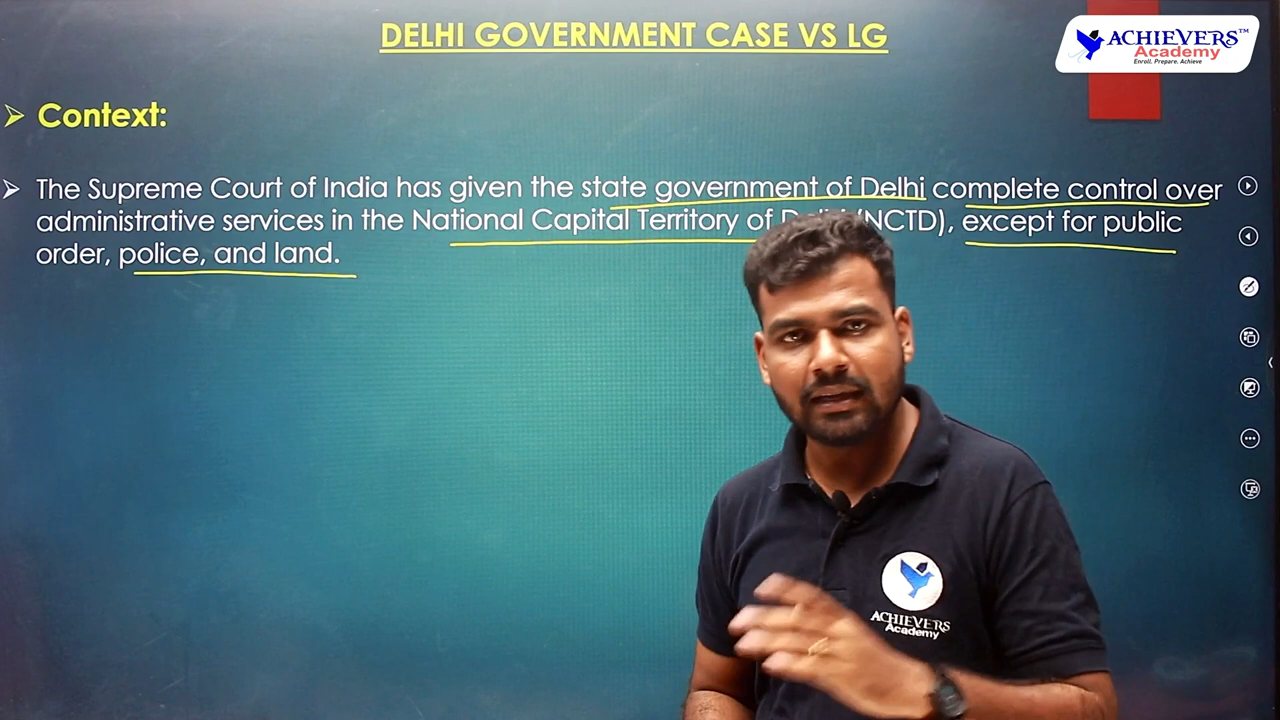 DELHI GOVERNMENT CASE VS LG
ACHIEVERS™
Academy
Enroll. Prepare. Achieve
Context:
The Supreme Court of India has given the state government of Delhi complete control over
administrative services in the National Capital Territory of Delhi (NCTD), except for public
order, police, and land.
ACHIEVERS
Academy